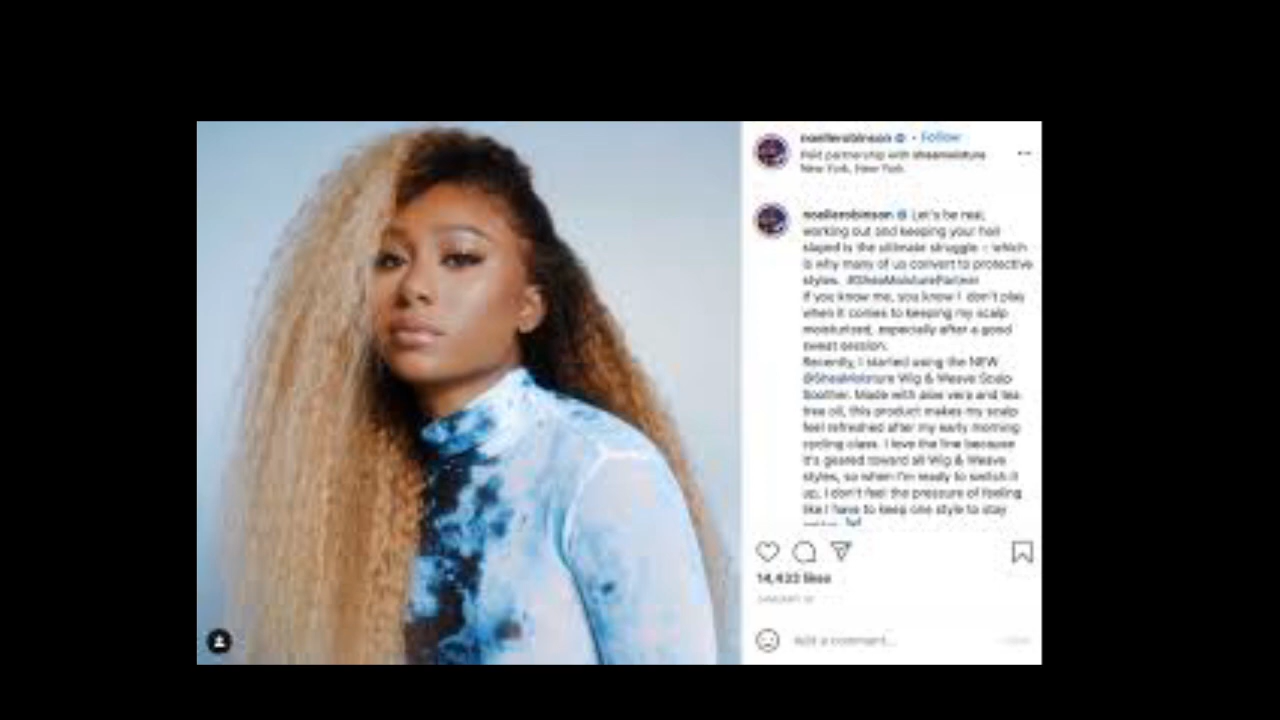 noellerobinson • Follow
Paid partnership with sheamoisture
New York, New York
noellerobinson Let's be real,
working out and keeping your hair
slayed is the ultimate struggle – which
is why many of us convert to protective
styles. #SheaMoisturePartner
If you know me, you know I don't play
when it comes to keeping my scalp
moisturized, especially after a good
sweat session.
Recently, I started using the NEW
@SheaMoisture Wig & Weave Scalp
Soother. Made with aloe vera and tea
tree oil, this product makes my scalp
feel refreshed after my early morning
cycling class. I love the line because
it's geared toward all Wig & Weave
styles, so when I'm ready to switch it
up, I don't feel the pressure of feeling
like I have to keep one style to stay
14,433 likes
JANUARY
Add a comment...